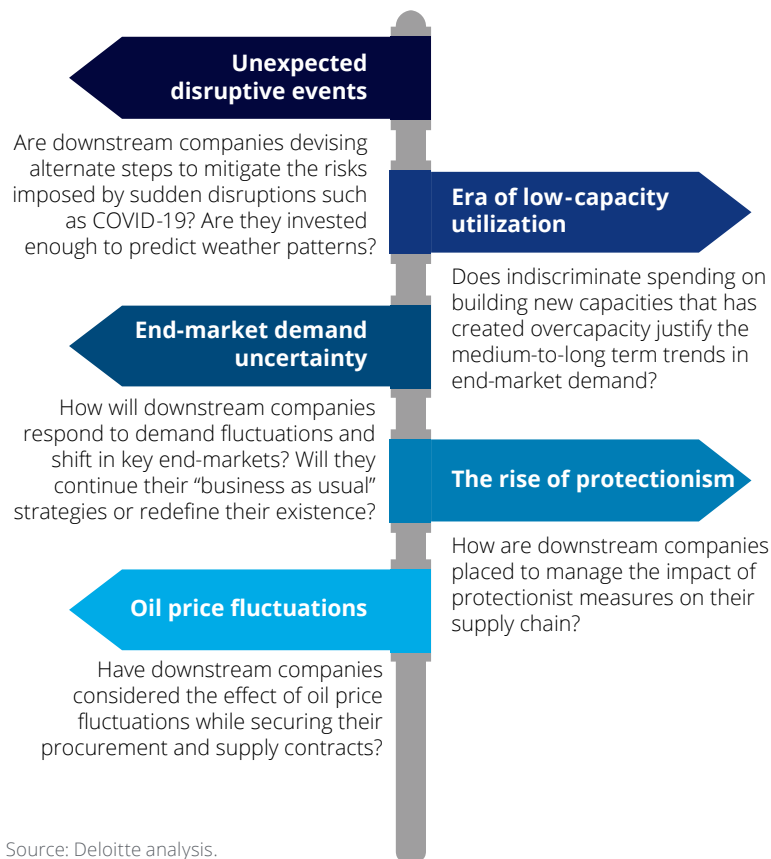 Unexpected
disruptive events
Are downstream companies devising
alternate steps to mitigate the risks
imposed by sudden disruptions such
as COVID-19? Are they invested
enough to predict weather patterns?
Era of low-capacity
utilization
Does indiscriminate spending on
building new capacities that has
created overcapacity justify the
medium-to-long term trends in
end-market demand?
End-market demand
uncertainty
How will downstream companies
respond to demand fluctuations and
shift in key end-markets? Will they
continue their “business as usual”
strategies or redefine their existence?
The rise of protectionism
How are downstream companies
placed to manage the impact of
protectionist measures on their
supply chain?
Oil price fluctuations
Have downstream companies
considered the effect of oil price
fluctuations while securing their
procurement and supply contracts?
Source: Deloitte analysis.